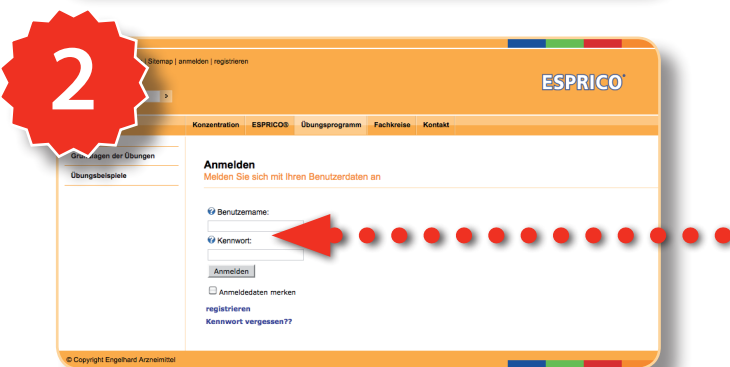 2
| Sitemap | anmelden | registrieren
ESPRICO®
Konzentration ESPRICO® Übungsprogramm Fachkreise Kontakt
der Übungen
Übungsbeispiele
Anmelden
Melden Sie sich mit Ihren Benutzerdaten an
Benutzername:
Kennwort:
Anmelden
Anmeldedaten merken
registrieren
Kennwort vergessen??
© Copyright Engelhard Arzneimittel